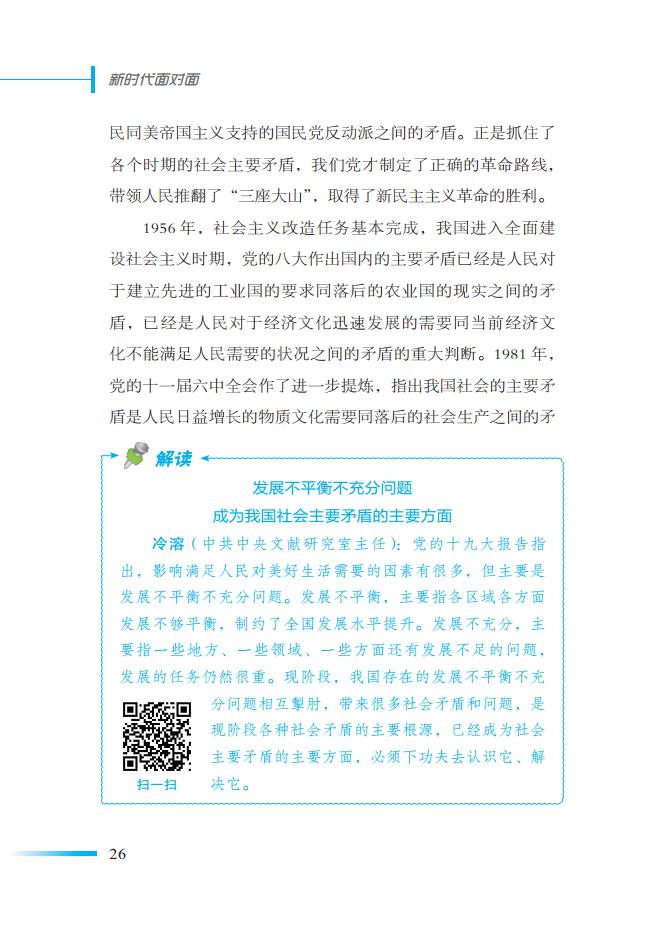 新时代面对面
民同美帝国主义支持的国民党反动派之间的矛盾。正是抓住了
各个时期的社会主要矛盾，我们党才制定了正确的革命路线，
带领人民推翻了“三座大山”，取得了新民主主义革命的胜利。
1956 年，社会主义改造任务基本完成，我国进入全面建
设社会主义时期，党的八大作出国内的主要矛盾已经是人民对
于建立先进的工业国的要求同落后的农业国的现实之间的矛
盾，已经是人民对于经济文化迅速发展的需要同当前经济文
化不能满足人民需要的状况之间的矛盾的重大判断。1981 年，
党的十一届六中全会作了进一步提炼，指出我国社会的主要矛
盾是人民日益增长的物质文化需要同落后的社会生产之间的矛
解读
发展不平衡不充分问题
成为我国社会主要矛盾的主要方面
冷溶（中共中央文献研究室主任）：党的十九大报告指
出，影响满足人民对美好生活需要的因素有很多，但主要是
发展不平衡不充分问题。发展不平衡，主要指各区域各方面
发展不够平衡，制约了全国发展水平提升。发展不充分，主
要指一些地方、一些领域、一些方面还有发展不足的问题，
发展的任务仍然很重。现阶段，我国存在的发展不平衡不充
分问题相互掣肘，带来很多社会矛盾和问题，是
现阶段各种社会矛盾的主要根源，已经成为社会
主要矛盾的主要方面，必须下功夫去认识它、解
决它。
扫一扫
26